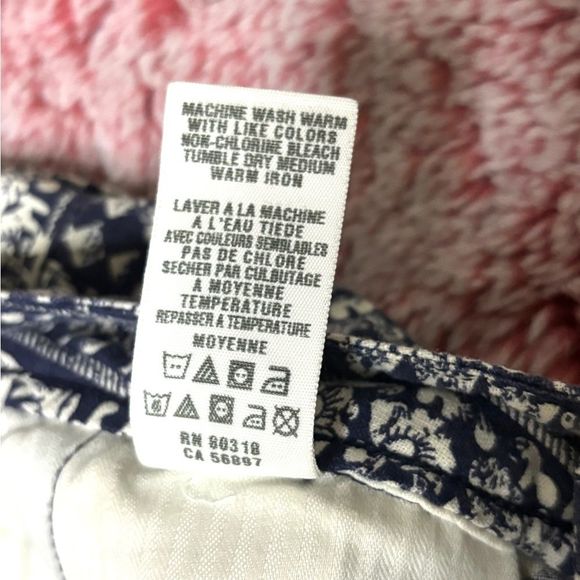 MACHINE WASH WARM
WITH LIKE COLORS
NON-CHLORINE BLEACH
TUMBLE DRY MEDIUM
WARM IRON
LAVER A LA MACHINE
A L'EAU TIEDE
AVEC COULEURS SEMBLABLES
PAS DE CHLORE
SECHER PAR CULBUTAGE
A MOYENNE
TEMPERATURE
REPASSER A TEMPERATURE
MOYENNE
RN 80318
CA 56897